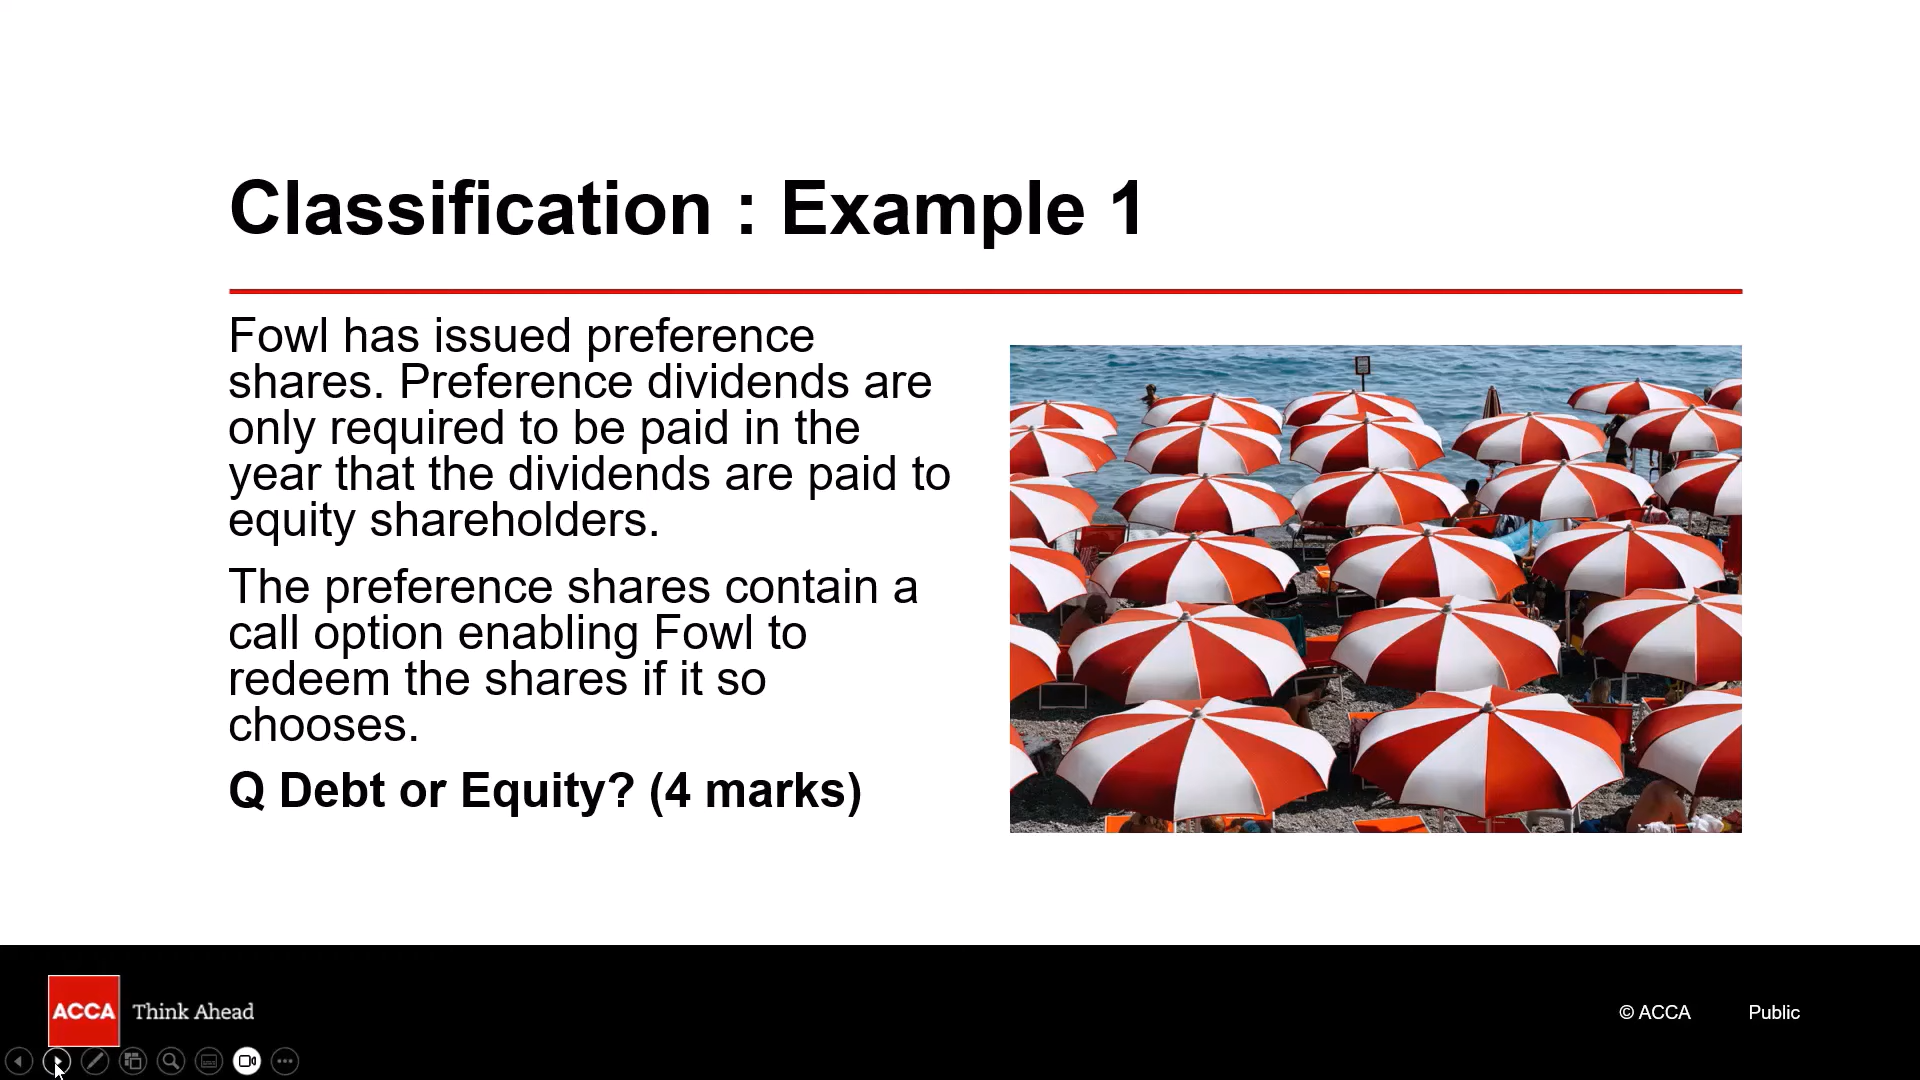 Classification : Example 1
Fowl has issued preference
shares. Preference dividends are
only required to be paid in the
year that the dividends are paid to
equity shareholders.
The preference shares contain a
call option enabling Fowl to
redeem the shares if it so
chooses.
Q Debt or Equity? (4 marks)
ACCA Think Ahead
© ACCA Public